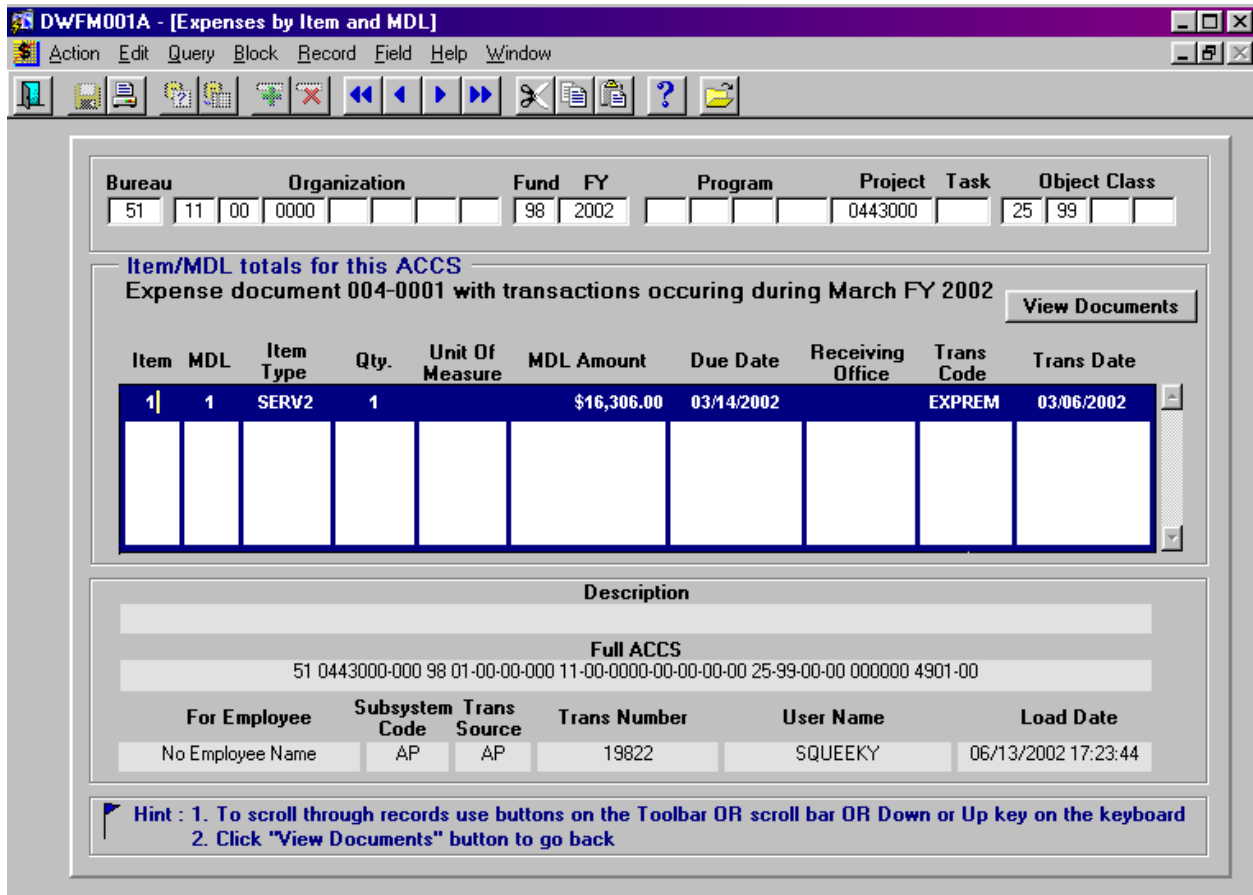 DWFM001A - [Expenses by Item and MDL]
Action Edit Query Block Record Field Help Window
Bureau Organization Fund FY Program Project Task Object Class
51 11 00 0000 98 2002 0443000 25 99
Item/MDL totals for this ACCS
Expense document 004-0001 with transactions occuring during March FY 2002
View Documents
Item MDL Item Type Qty. Unit Of Measure MDL Amount Due Date Receiving Office Trans Code Trans Date
1 1 SERV2 1 $16,306.00 03/14/2002 EXPREM 03/06/2002
Description
Full ACCS
51 0443000-000 98 01-00-00-000 11-00-0000-00-00-00-00 25-99-00-00 000000 4901-00
For Employee Subsystem Code Trans Source Trans Number User Name Load Date
No Employee Name AP AP 19822 SQUEEKY 06/13/2002 17:23:44
Hint : 1. To scroll through records use buttons on the Toolbar OR scroll bar OR Down or Up key on the keyboard
2. Click "View Documents" button to go back